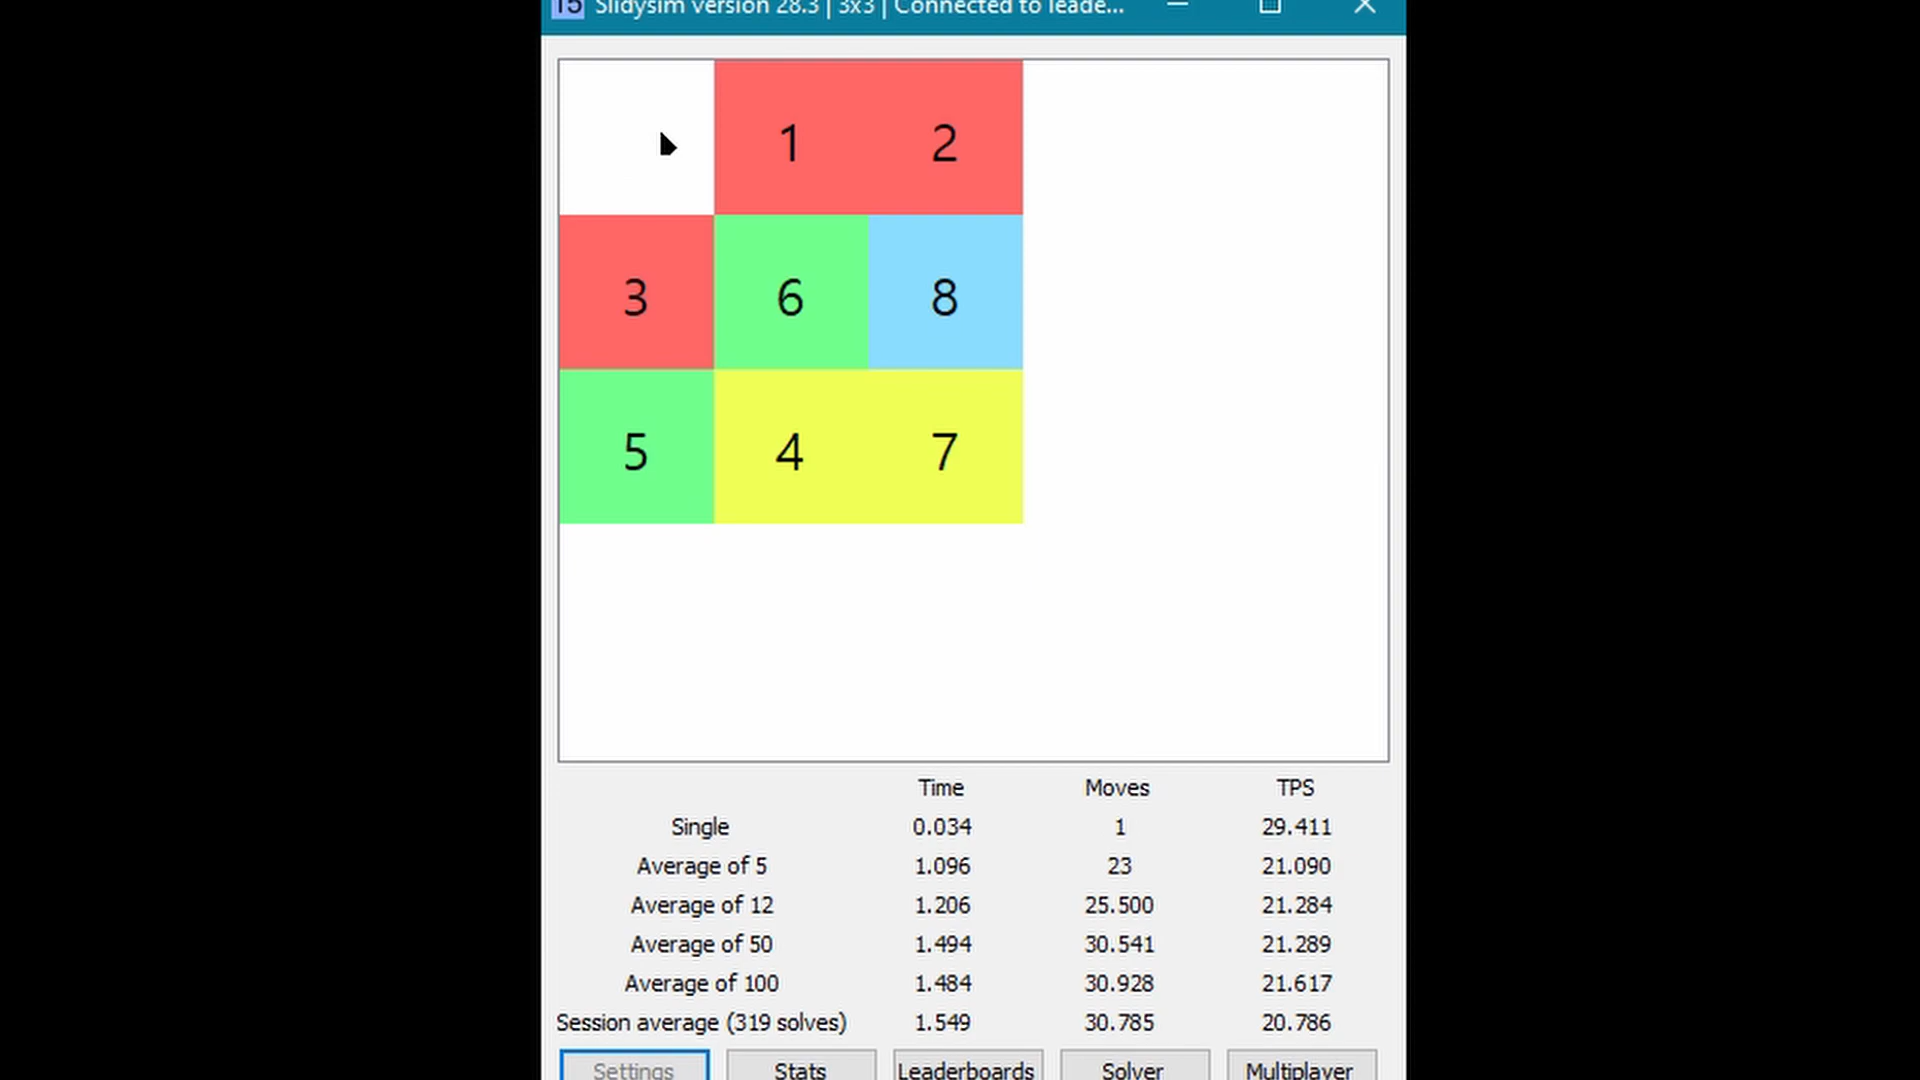 15 Slidysim version 28.3 | 3x3 | Connected to leade...
1 2
3 6 8
5 4 7
Time Moves TPS
Single 0.034 1 29.411
Average of 5 1.096 23 21.090
Average of 12 1.206 25.500 21.284
Average of 50 1.494 30.541 21.289
Average of 100 1.484 30.928 21.617
Session average (319 solves) 1.549 30.785 20.786
Settings Stats Leaderboards Solver Multiplayer